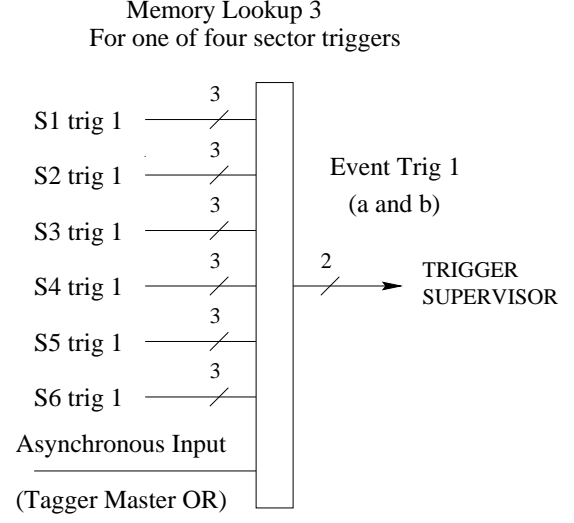 Memory Lookup 3
For one of four sector triggers
3
S1 trig 1
3
S2 trig 1
3
S3 trig 1
3
S4 trig 1
3
S5 trig 1
3
S6 trig 1
Asynchronous Input
(Tagger Master OR)
Event Trig 1
(a and b)
2
TRIGGER
SUPERVISOR